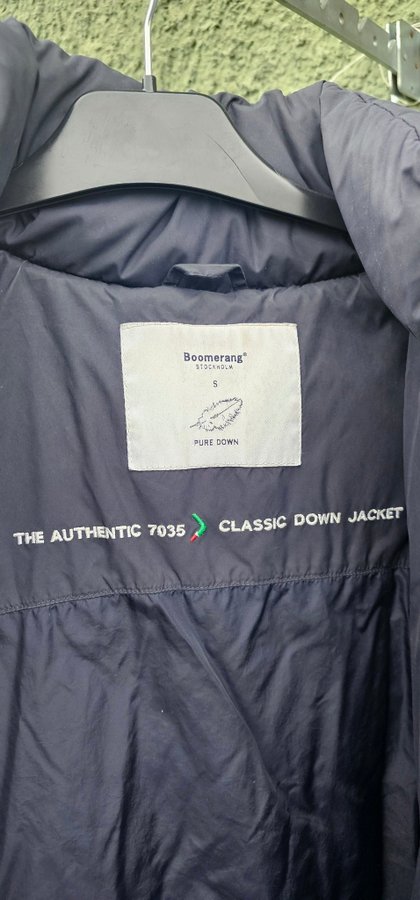 Boomerang®
STOCKHOLM
S
PURE DOWN
THE AUTHENTIC 7035 CLASSIC DOWN JACKET